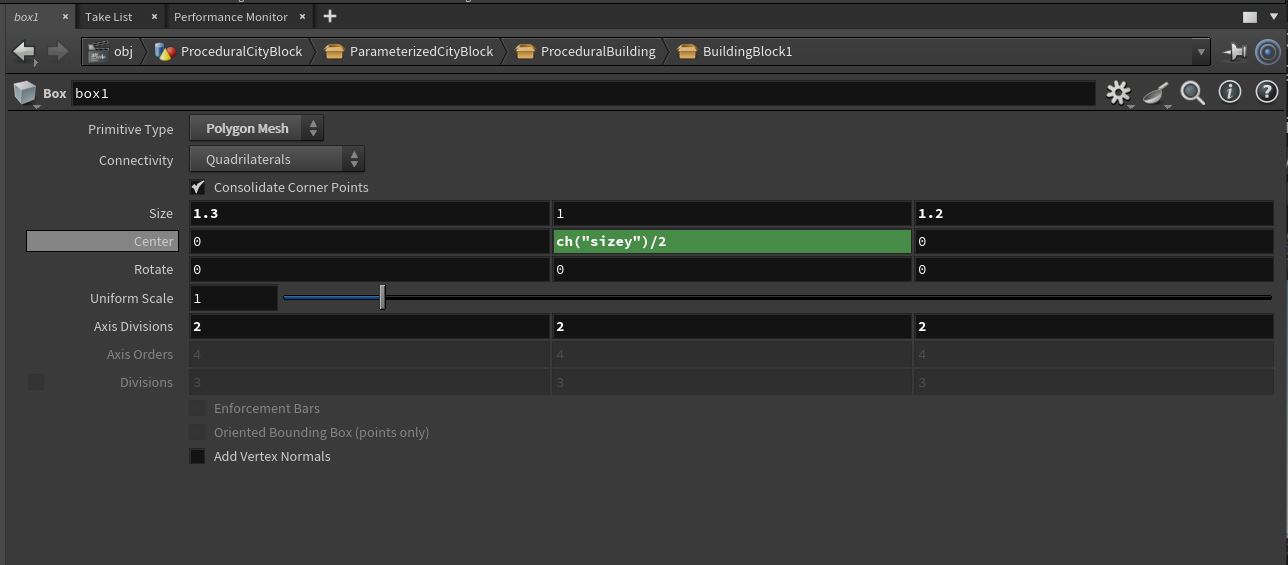 box1 × Take List × Performance Monitor × +
obj ProceduralCityBlock ParameterizedCityBlock ProceduralBuilding BuildingBlock1
Box box1
Primitive Type Polygon Mesh
Connectivity Quadrilaterals
Consolidate Corner Points
Size 1.3 1 1.2
Center 0 ch("sizey")/2 0
Rotate 0 0 0
Uniform Scale 1
Axis Divisions 2 2 2
Axis Orders 4 4 4
Divisions 3 3 3
Enforcement Bars
Oriented Bounding Box (points only)
Add Vertex Normals